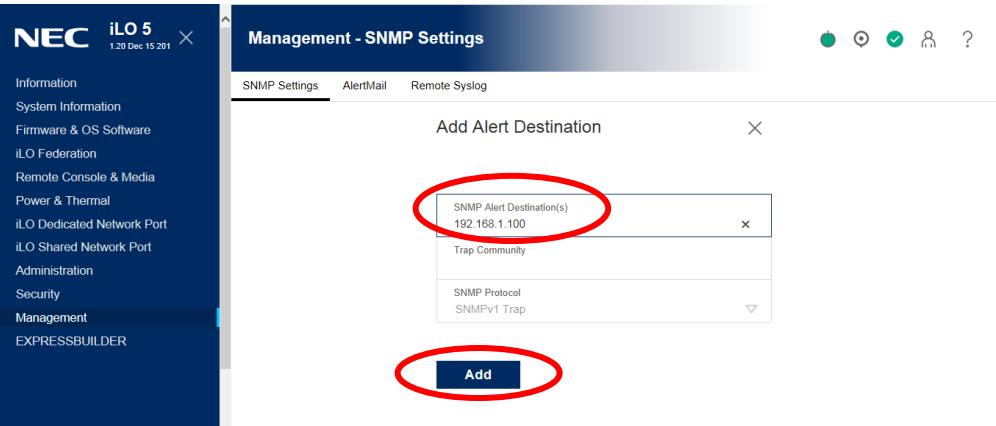 NEC
iLO 5
1.20 Dec 15 201
Information
System Information
Firmware & OS Software
iLO Federation
Remote Console & Media
Power & Thermal
iLO Dedicated Network Port
iLO Shared Network Port
Administration
Security
Management
EXPRESSBUILDER
Management - SNMP Settings
?
SNMP Settings AlertMail Remote Syslog
Add Alert Destination
SNMP Alert Destination(s)
192.168.1.100
Trap Community
SNMP Protocol
SNMPv1 Trap
Add